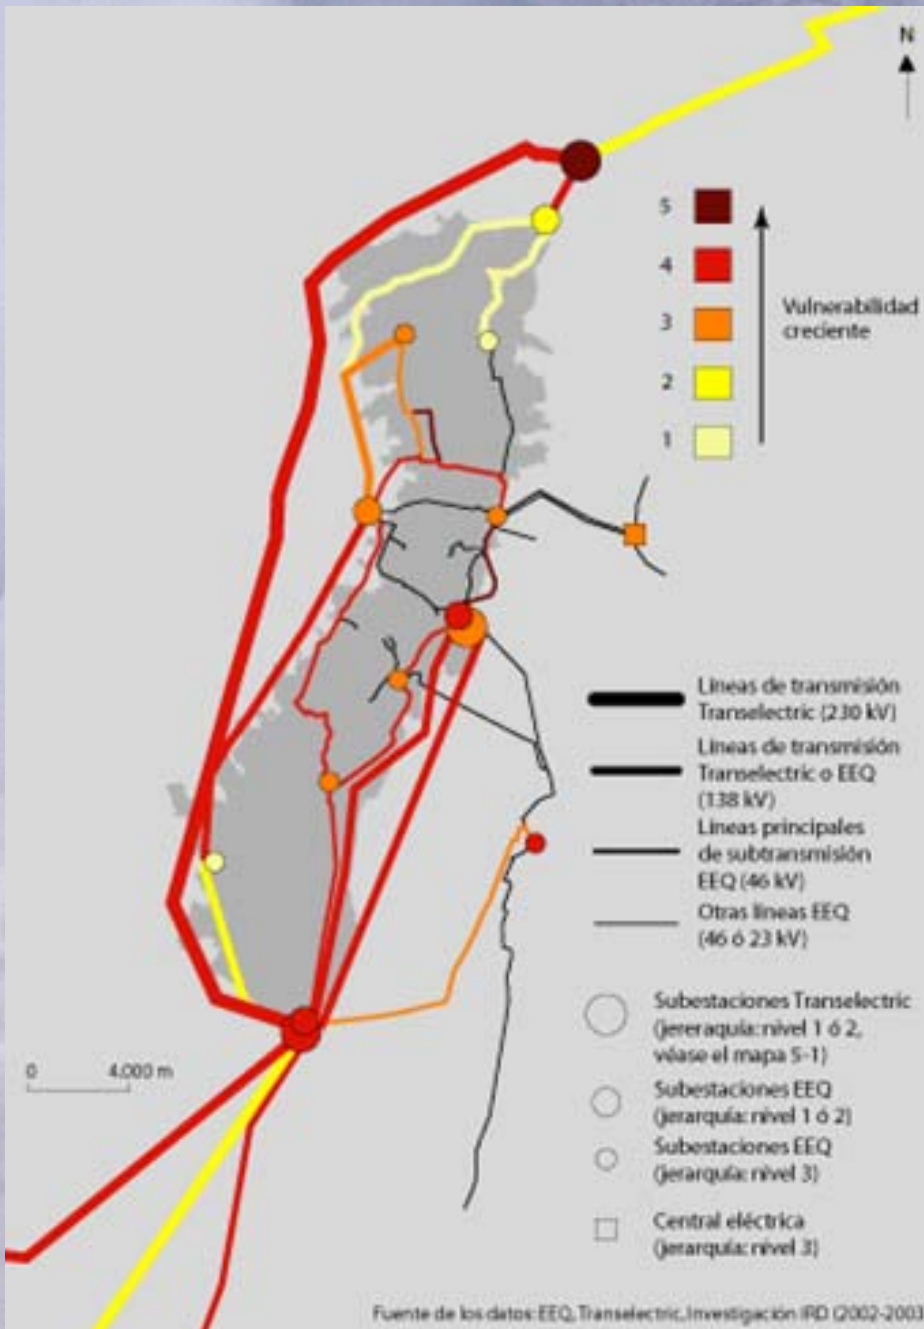 N
5
4
3
2
1
Vulnerabilidad
creciente
Líneas de transmisión
Transelectric (230 kV)
Líneas de transmisión
Transelectric o EEQ
(138 kV)
Líneas principales
de subtransmisión
EEQ (46 kV)
Otras líneas EEQ
(46 ó 23 kV)
Subestaciones Transelectric
(jereraquía: nivel 1 ó 2,
véase el mapa 5-1)
Subestaciones EEQ
(jerarquía: nivel 1 ó 2)
Subestaciones EEQ
(jerarquía: nivel 3)
Central eléctrica
(jerarquía: nivel 3)
0 4.000 m
Fuente de los datos: EEQ, Transelectric, Investigación IRD (2002-2003